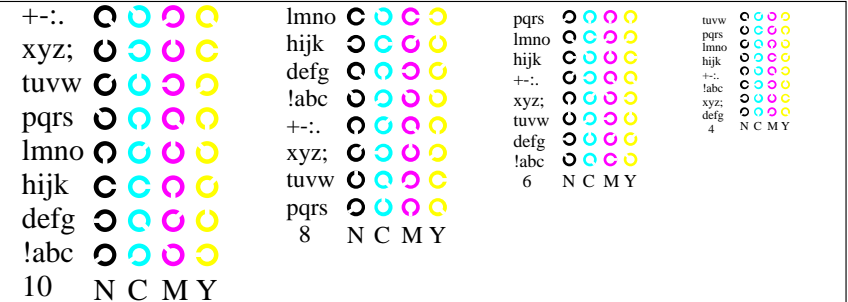 +-:.
xyz;
tuvw
pqrs
lmno
hijk
defg
!abc
10 N C M Y
lmno
hijk
defg
!abc
+-:.
xyz;
tuvw
pqrs
8 N C M Y
pqrs
lmno
hijk
+-:.
xyz;
tuvw
defg
!abc
6 N C M Y
tuvw
pqrs
lmno
hijk
+-:.
!abc
xyz;
defg
4 N C M Y